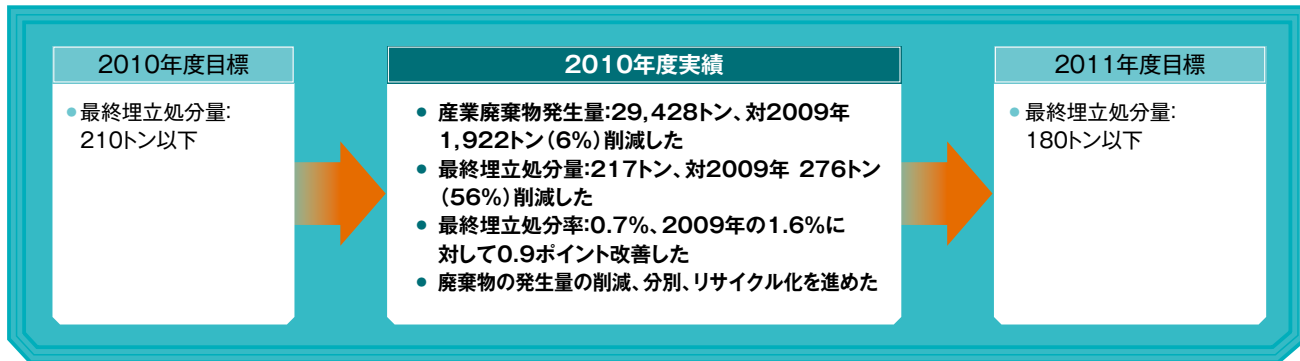 2010年度目標
● 最終埋立処分量:
210トン以下
2010年度実績
● 産業廃棄物発生量:29,428トン、対2009年
1,922トン(6%)削減した
● 最終埋立処分量:217トン、対2009年 276トン
(56%)削減した
● 最終埋立処分率:0.7%、2009年の1.6%に
対して0.9ポイント改善した
● 廃棄物の発生量の削減、分別、リサイクル化を進めた
2011年度目標
● 最終埋立処分量:
180トン以下